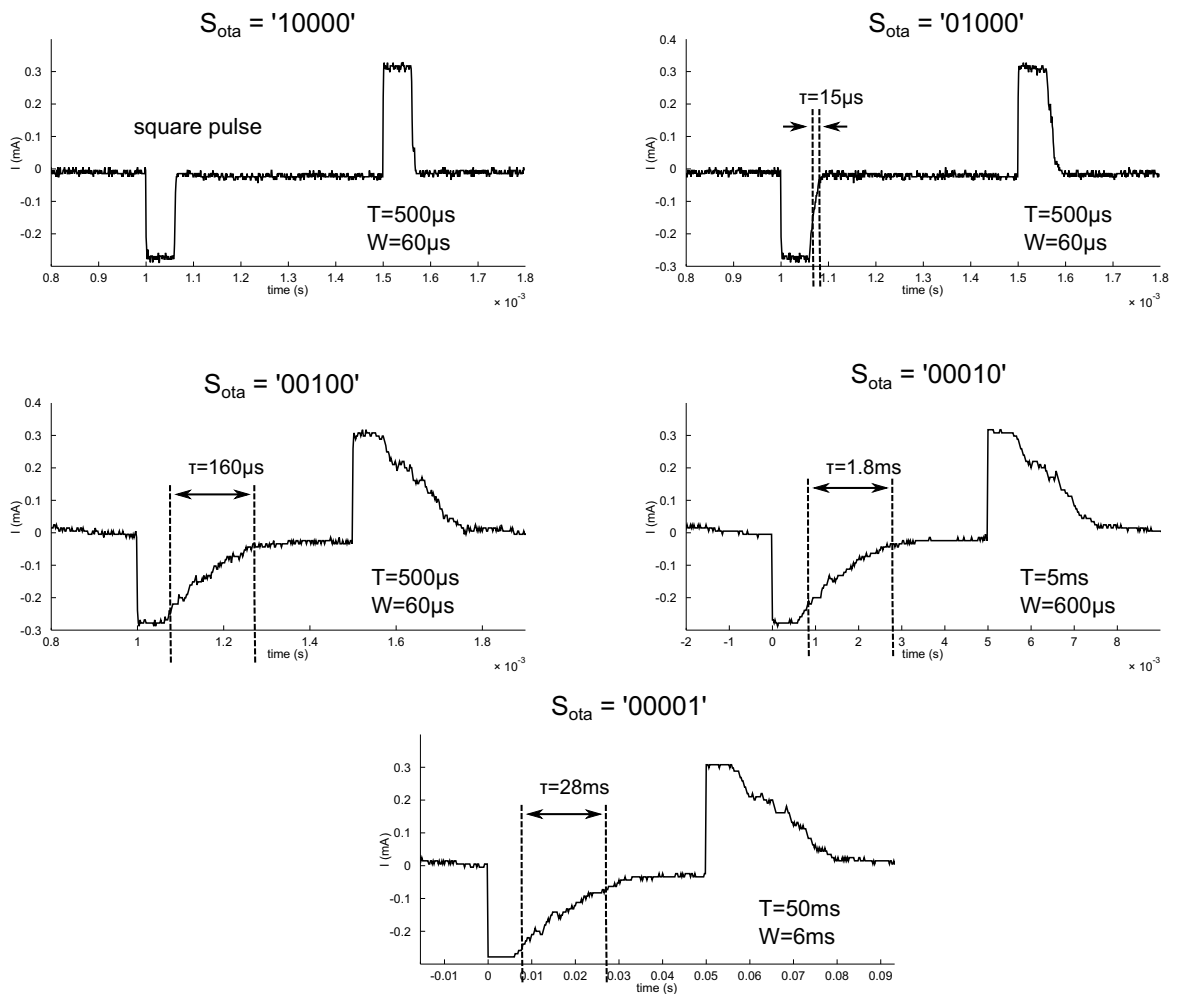 S_ota = '10000'
0.4
0.3
0.2
0.1
0
-0.1
-0.2
-0.3
I (mA)
square pulse
T=500µs
W=60µs
0.8 0.9 1 1.1 1.2 1.3 1.4 1.5 1.6 1.7 1.8
time (s)
× 10⁻³
S_ota = '01000'
0.4
0.3
0.2
0.1
0
-0.1
-0.2
-0.3
I (mA)
τ=15µs
T=500µs
W=60µs
0.8 0.9 1 1.1 1.2 1.3 1.4 1.5 1.6 1.7 1.8
time (s)
× 10⁻³
S_ota = '00100'
0.4
0.3
0.2
0.1
0
-0.1
-0.2
-0.3
I (mA)
τ=160µs
T=500µs
W=60µs
0.8 1 1.2 1.4 1.6 1.8
time (s)
× 10⁻³
S_ota = '00010'
0.4
0.3
0.2
0.1
0
-0.1
-0.2
-0.3
I (mA)
τ=1.8ms
T=5ms
W=600µs
-2 -1 0 1 2 3 4 5 6 7 8
time (s)
× 10⁻³
S_ota = '00001'
0.3
0.2
0.1
0
-0.1
-0.2
I (mA)
τ=28ms
T=50ms
W=6ms
-0.01 0 0.01 0.02 0.03 0.04 0.05 0.06 0.07 0.08 0.09
time (s)